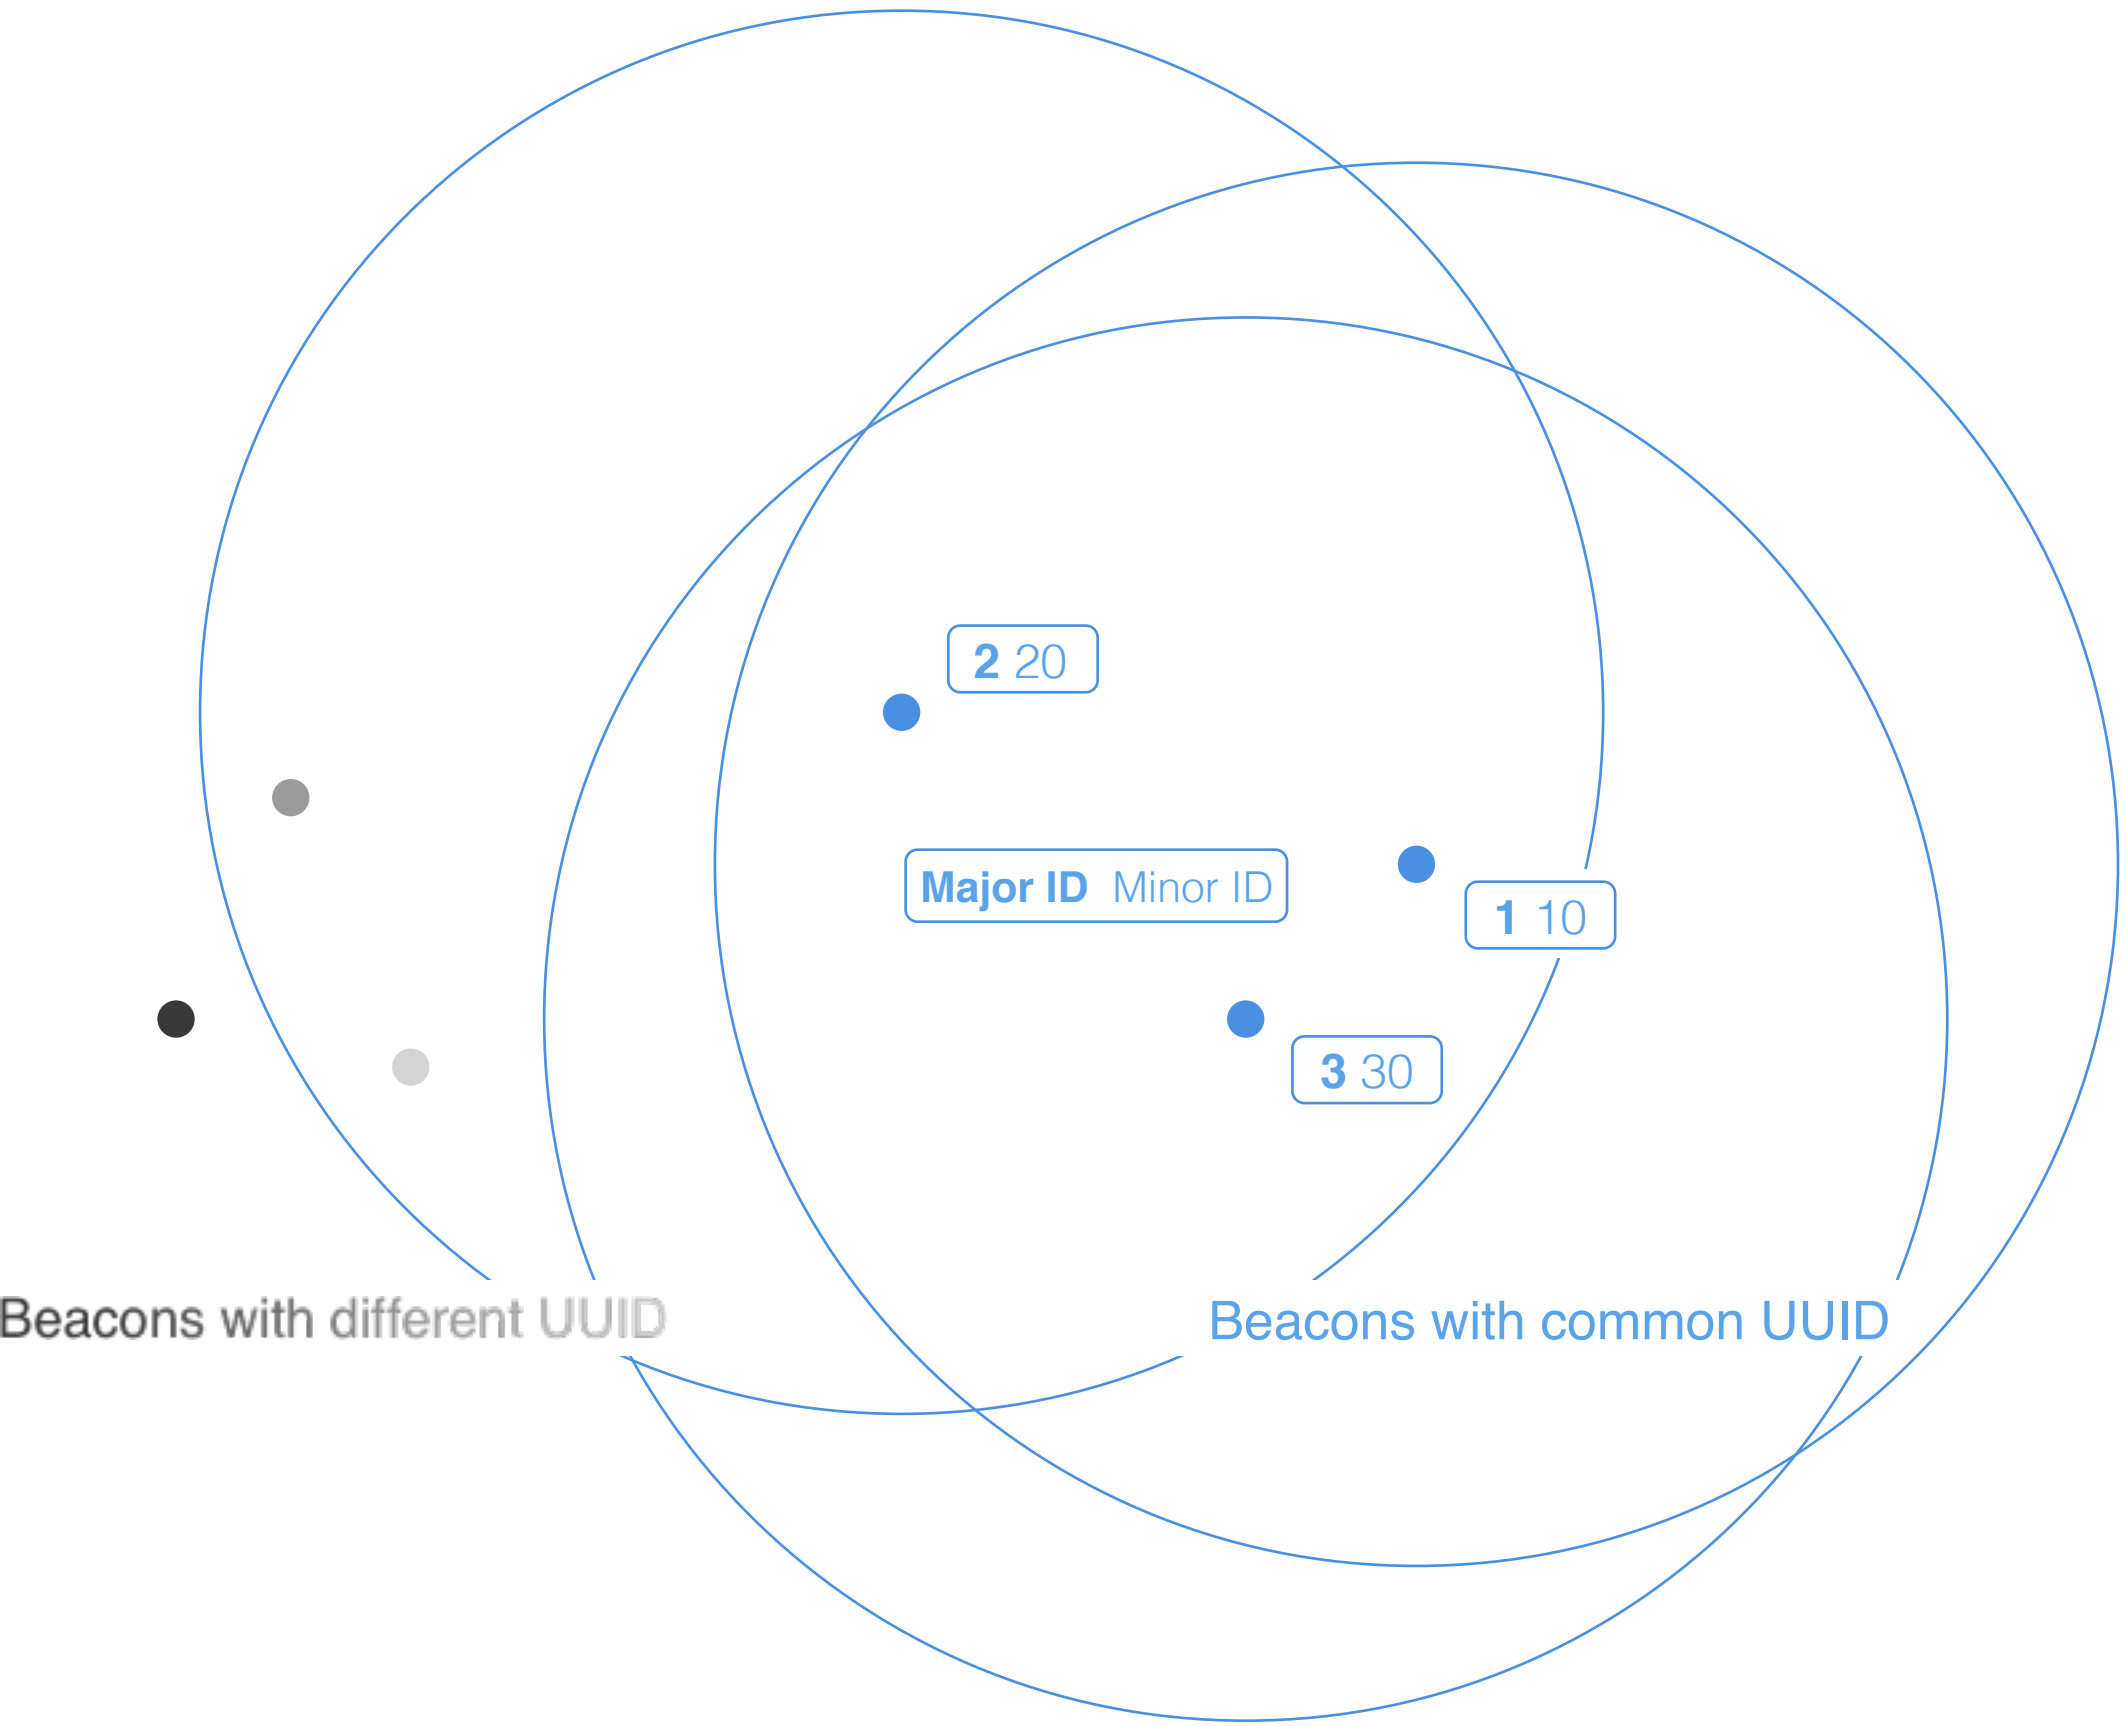 2 20
Major ID Minor ID
1 10
3 30
Beacons with different UUID
Beacons with common UUID